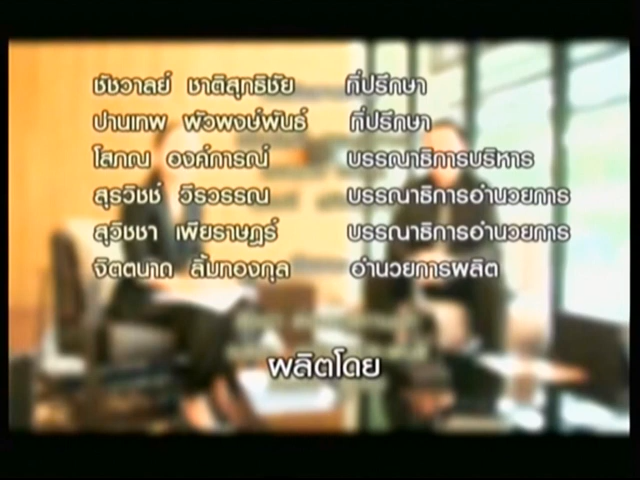 ชัชวาลย์ ชาติสุทธิชัย ที่ปรึกษา
ปานเทพ พัวพงษ์พันธ์ ที่ปรึกษา
โสภณ องค์การณ์ บรรณาธิการบริหาร
สุรวิชช์ วีรวรรณ บรรณาธิการอำนวยการ
สุวิชชา เพียราษฎร์ บรรณาธิการอำนวยการ
จิตตนาถ ลิ้มทองกุล อำนวยการผลิต
ผลิตโดย